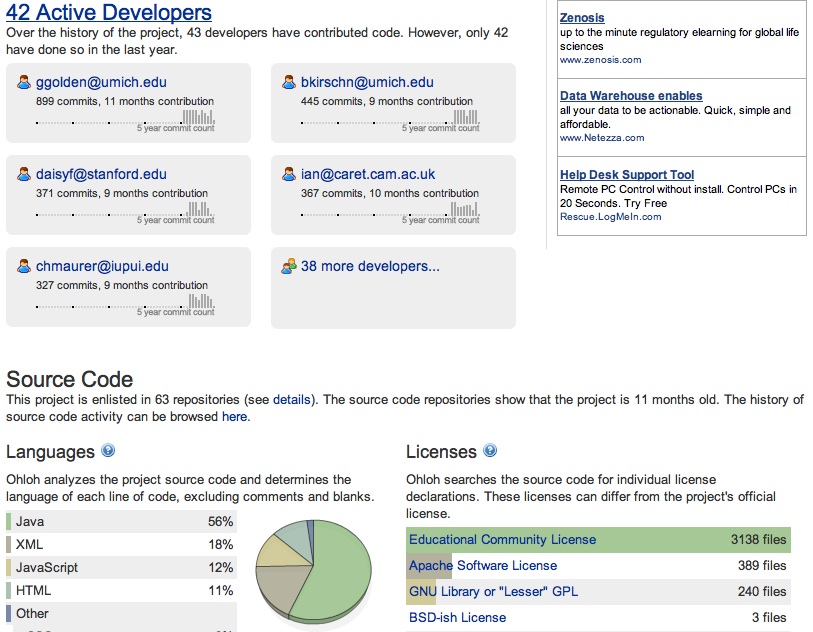 42 Active Developers
Over the history of the project, 43 developers have contributed code. However, only 42
have done so in the last year.
ggolden@umich.edu
899 commits, 11 months contribution
5 year commit count
bkirschn@umich.edu
445 commits, 9 months contribution
5 year commit count
daisyf@stanford.edu
371 commits, 9 months contribution
5 year commit count
ian@caret.cam.ac.uk
367 commits, 10 months contribution
5 year commit count
chmaurer@iupui.edu
327 commits, 9 months contribution
5 year commit count
38 more developers...
Zenosis
up to the minute regulatory elearning for global life
sciences
www.zenosis.com
Data Warehouse enables
all your data to be actionable. Quick, simple and
affordable.
www.Netezza.com
Help Desk Support Tool
Remote PC Control without install. Control PCs in
20 Seconds. Try Free
Rescue.LogMeIn.com
Source Code
This project is enlisted in 63 repositories (see details). The source code repositories show that the project is 11 months old. The history of
source code activity can be browsed here.
Languages
Ohloh analyzes the project source code and determines the
language of each line of code, excluding comments and blanks.
Java 56%
XML 18%
JavaScript 12%
HTML 11%
Other
Licenses
Ohloh searches the source code for individual license
declarations. These licenses can differ from the project's official
license.
Educational Community License 3138 files
Apache Software License 389 files
GNU Library or "Lesser" GPL 240 files
BSD-ish License 3 files